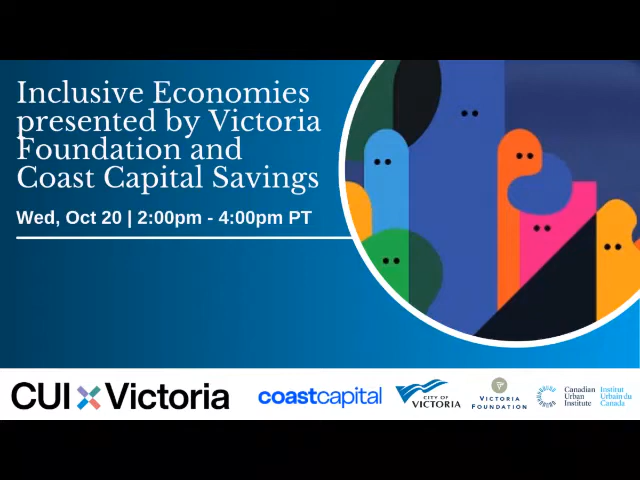 Inclusive Economies
presented by Victoria
Foundation and
Coast Capital Savings
Wed, Oct 20 | 2:00pm - 4:00pm PT
CUI x Victoria
coastcapital
CITY OF
VICTORIA
VICTORIA
FOUNDATION
Canadian
Urban
Institute
Institut
Urbain du
Canada